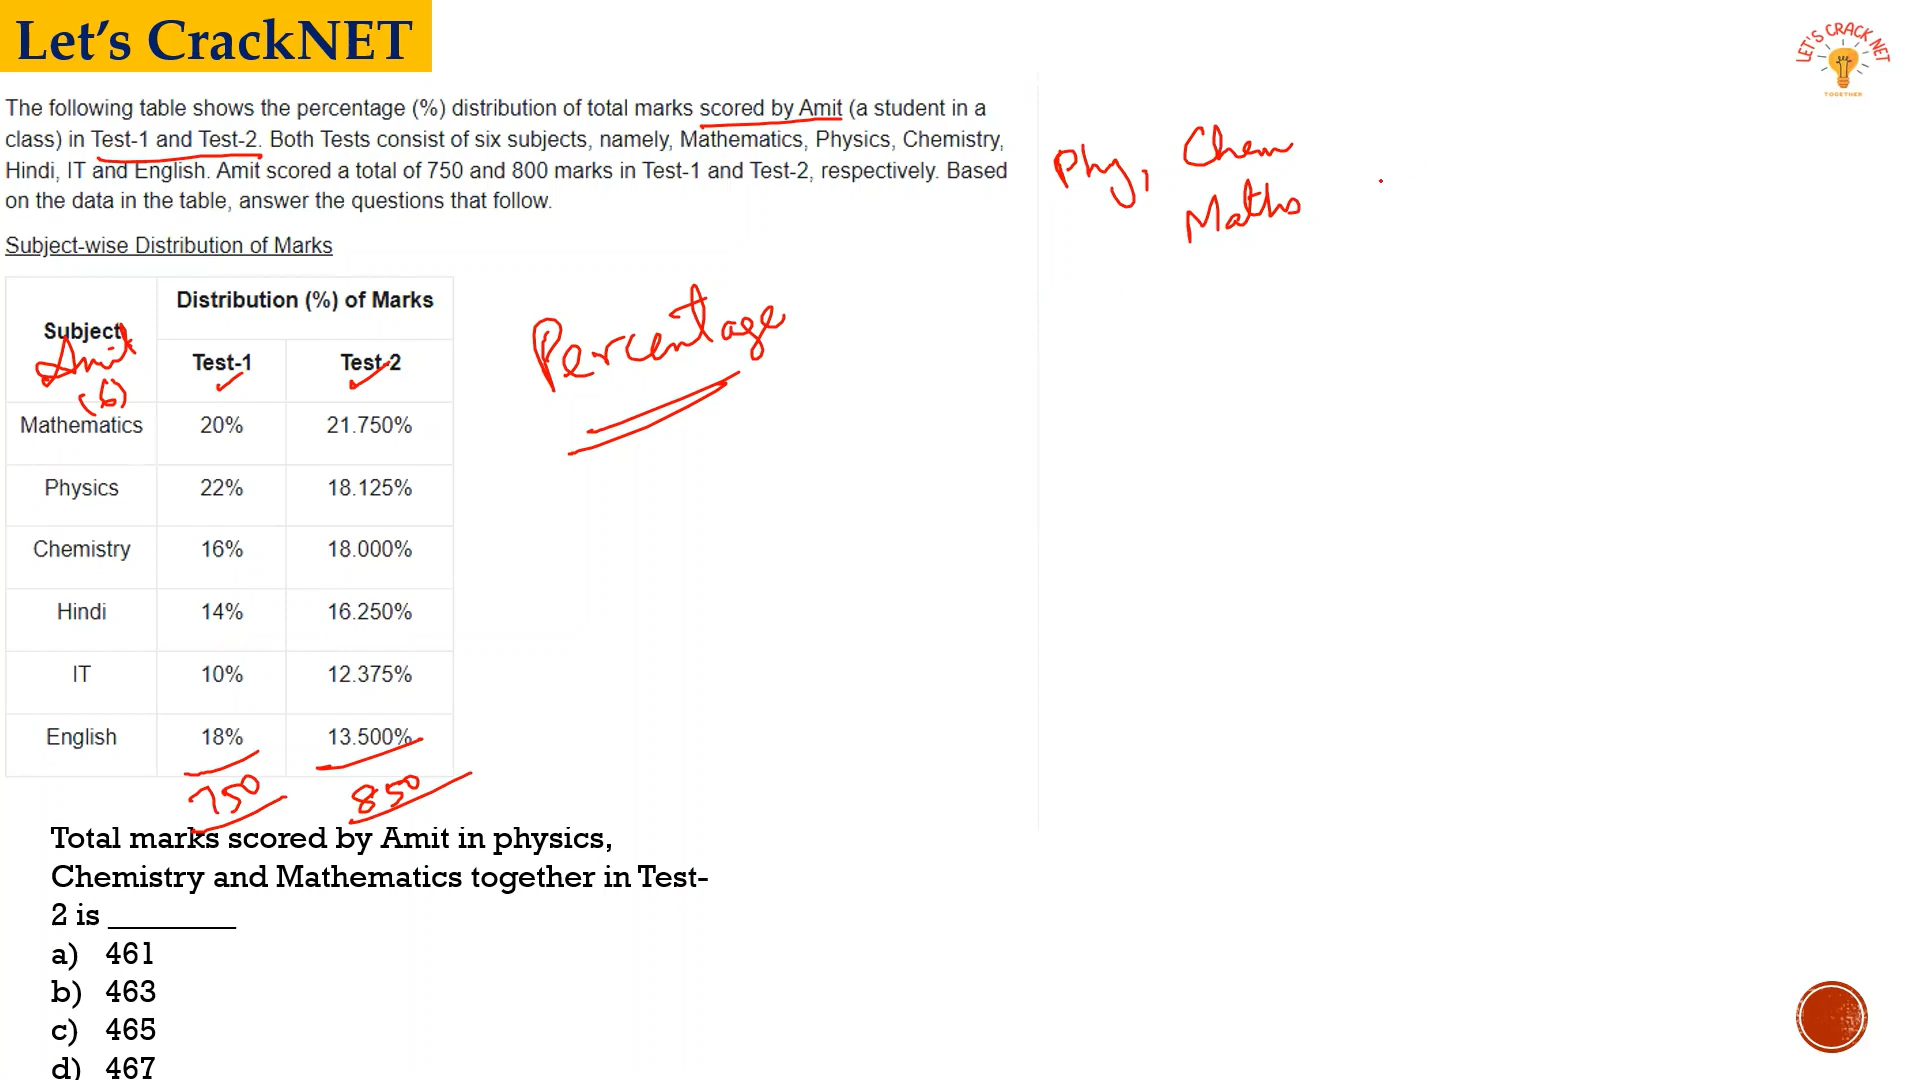 Let's CrackNET
LET'S CRACK NET
TOGETHER
The following table shows the percentage (%) distribution of total marks scored by Amit (a student in a
class) in Test-1 and Test-2. Both Tests consist of six subjects, namely, Mathematics, Physics, Chemistry,
Hindi, IT and English. Amit scored a total of 750 and 800 marks in Test-1 and Test-2, respectively. Based
on the data in the table, answer the questions that follow.
Subject-wise Distribution of Marks
Subject Distribution (%) of Marks
Test-1 Test-2
Amit
(6)
Mathematics 20% 21.750%
Physics 22% 18.125%
Chemistry 16% 18.000%
Hindi 14% 16.250%
IT 10% 12.375%
English 18% 13.500%
750 850
Percentage
Total marks scored by Amit in physics,
Chemistry and Mathematics together in Test-
2 is ________
a) 461
b) 463
c) 465
d) 467
Phy, Chem
Maths